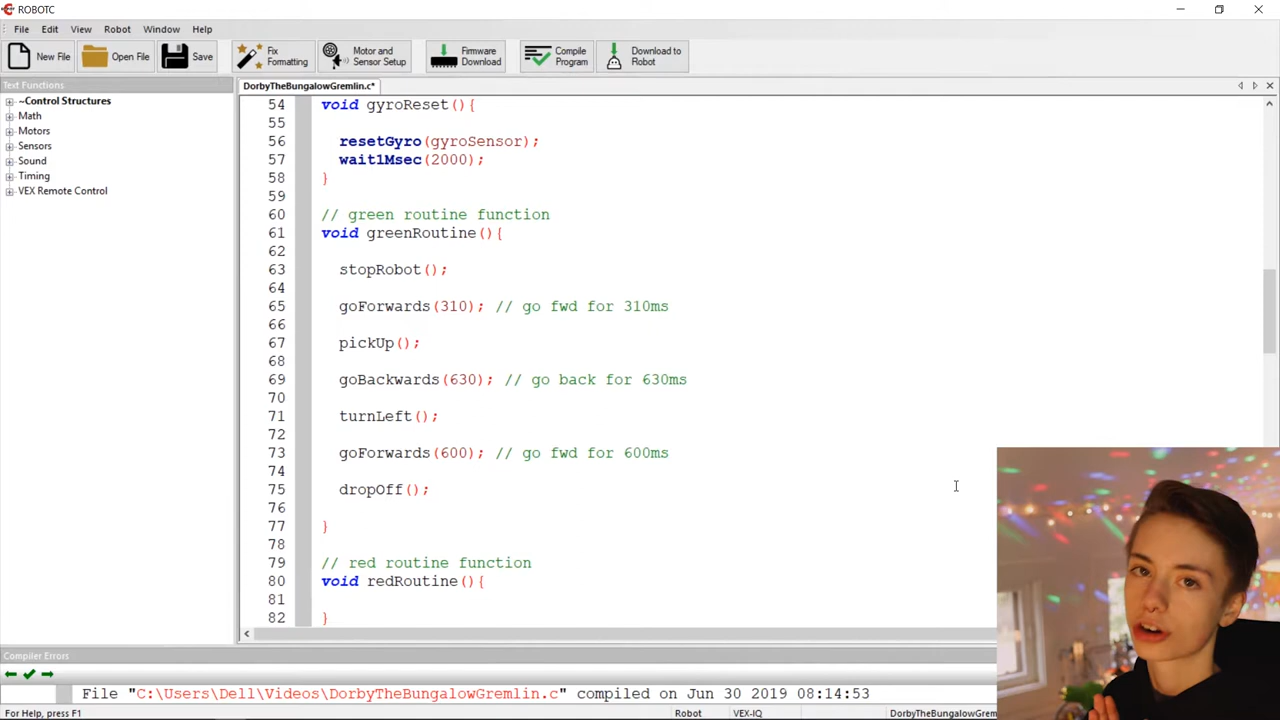 ROBOTC
File Edit View Robot Window Help
New File Open File Save Fix Formatting Motor and Sensor Setup Firmware Download Compile Program Download to Robot
Text Functions
DorbyTheBungalowGremlin.c*
~Control Structures
Math
Motors
Sensors
Sound
Timing
VEX Remote Control
54 void gyroReset(){
55
56 resetGyro(gyroSensor);
57 wait1Msec(2000);
58 }
59
60 // green routine function
61 void greenRoutine(){
62
63 stopRobot();
64
65 goForwards(310); // go fwd for 310ms
66
67 pickUp();
68
69 goBackwards(630); // go back for 630ms
70
71 turnLeft();
72
73 goForwards(600); // go fwd for 600ms
74
75 dropOff();
76
77 }
78
79 // red routine function
80 void redRoutine(){
81
82 }
Compiler Errors
File "C:\Users\Dell\Videos\DorbyTheBungalowGremlin.c" compiled on Jun 30 2019 08:14:53
For Help, press F1 Robot VEX-IQ DorbyTheBungalowGrem